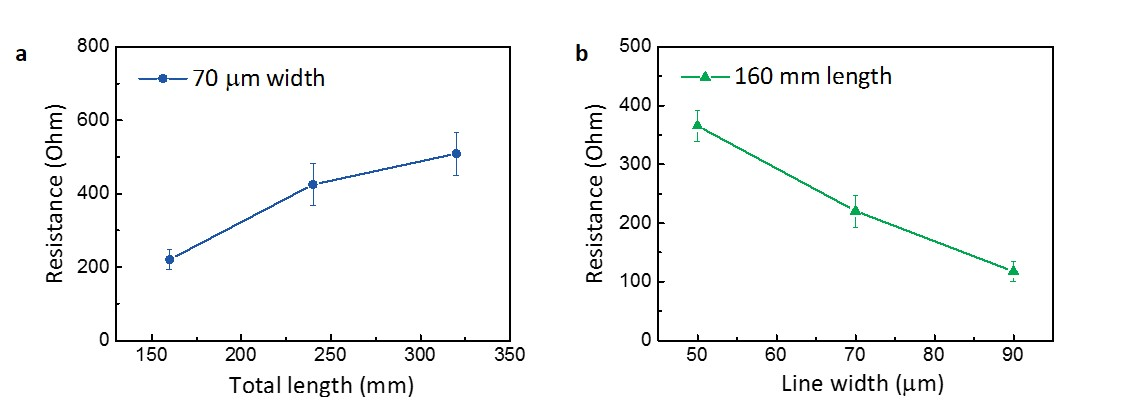 a
800
600
400
200
0
Resistance (Ohm)
70 μm width
150 200 250 300 350
Total length (mm)
b
500
400
300
200
100
0
Resistance (Ohm)
160 mm length
50 60 70 80 90
Line width (μm)